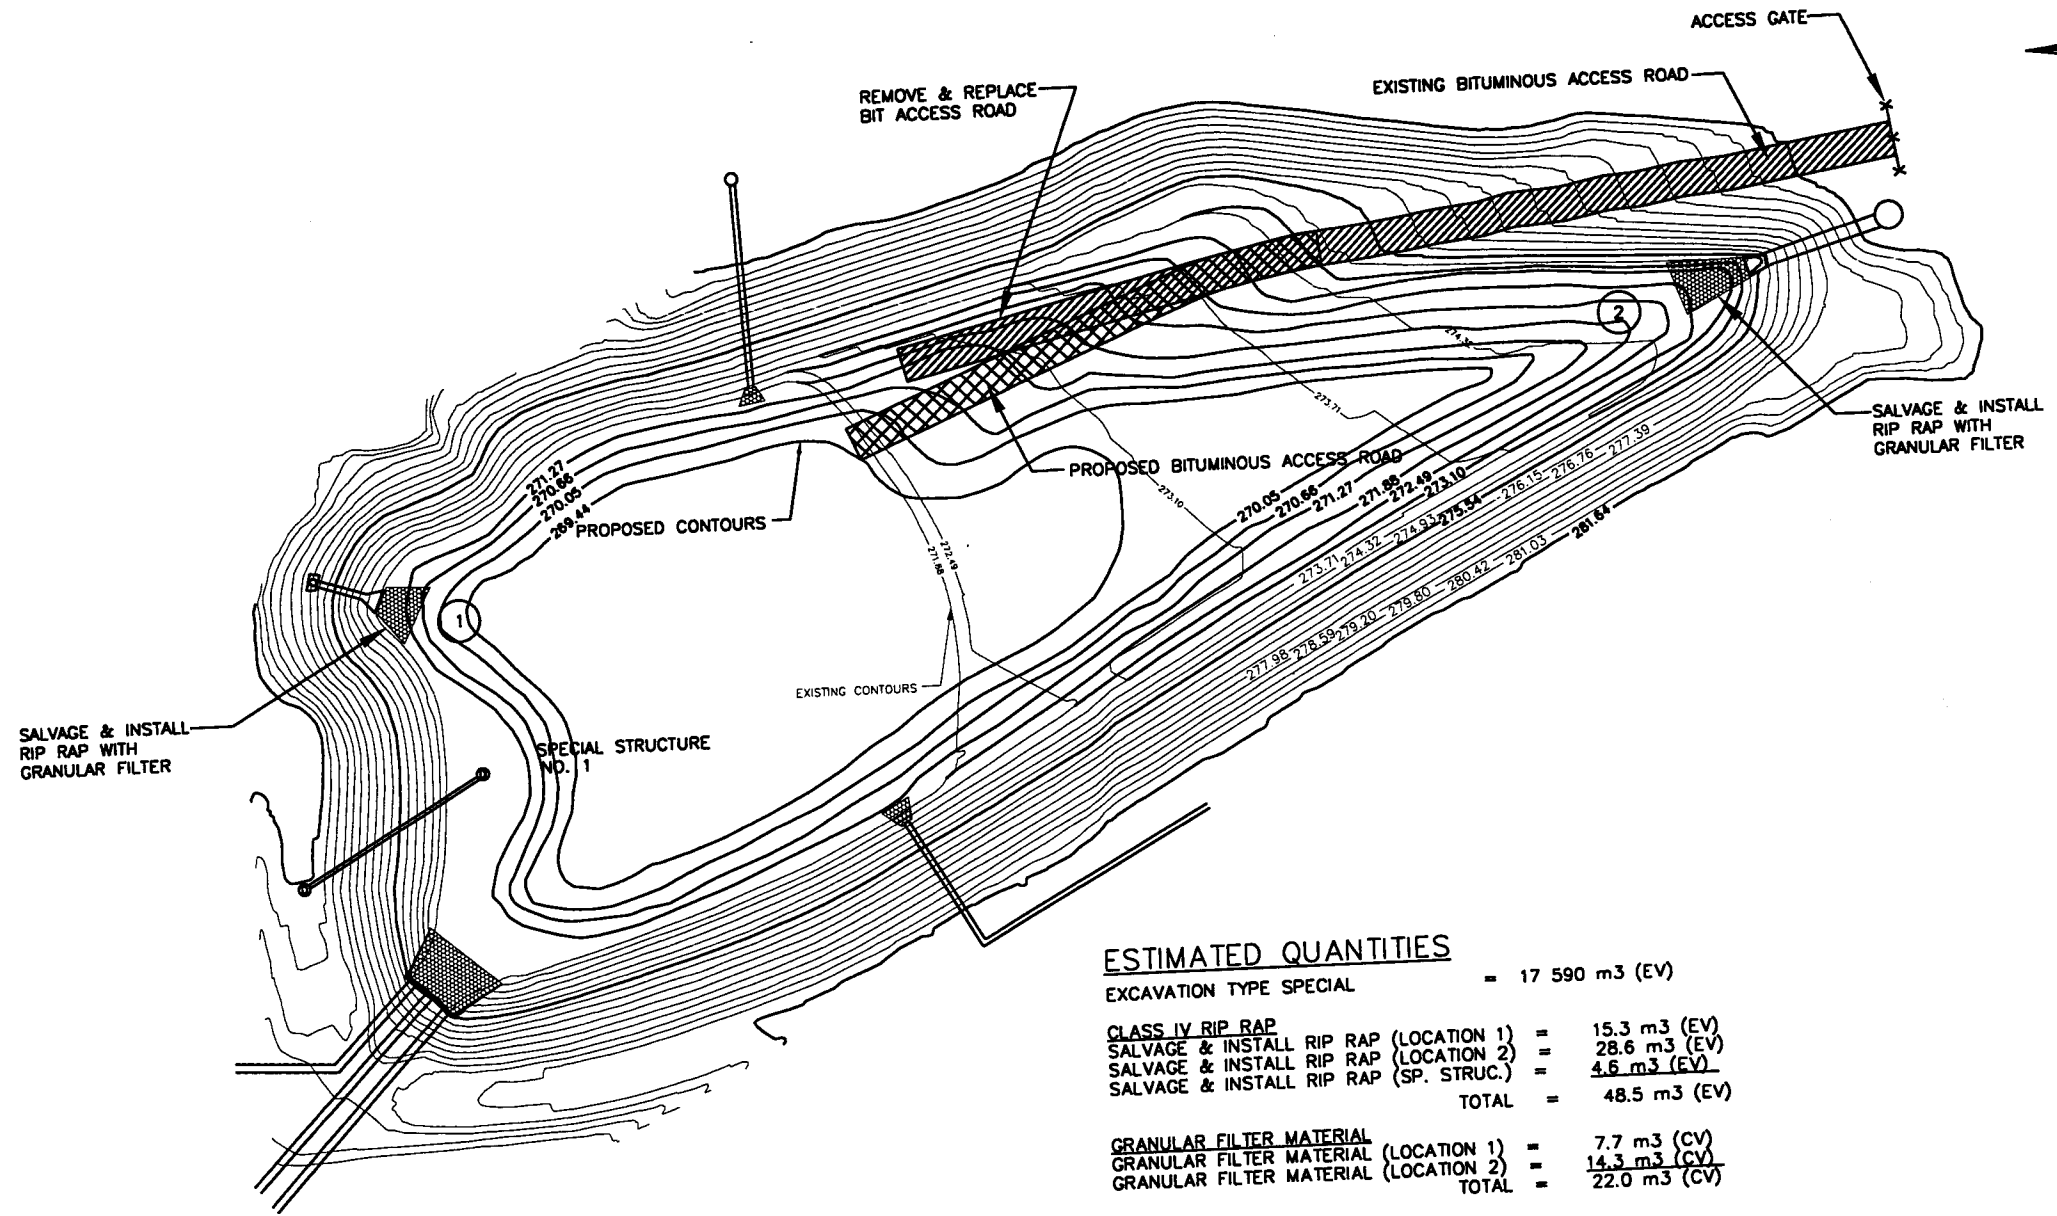 ACCESS GATE
EXISTING BITUMINOUS ACCESS ROAD
REMOVE & REPLACE
BIT ACCESS ROAD
2
274.32
273.71
SALVAGE & INSTALL
RIP RAP WITH
GRANULAR FILTER
271.27
270.66
270.05
269.44
PROPOSED CONTOURS
PROPOSED BITUMINOUS ACCESS ROAD
273.10
272.49
271.88
270.05
270.66
271.27
271.88
272.49
273.10
273.71
274.32
274.93
275.54
276.15
276.76
277.39
277.98
278.59
279.20
279.80
280.42
281.03
281.64
1
EXISTING CONTOURS
SALVAGE & INSTALL
RIP RAP WITH
GRANULAR FILTER
SPECIAL STRUCTURE
NO. 1
ESTIMATED QUANTITIES
EXCAVATION TYPE SPECIAL = 17 590 m3 (EV)
CLASS IV RIP RAP
SALVAGE & INSTALL RIP RAP (LOCATION 1) = 15.3 m3 (EV)
SALVAGE & INSTALL RIP RAP (LOCATION 2) = 28.6 m3 (EV)
SALVAGE & INSTALL RIP RAP (SP. STRUC.) = 4.6 m3 (EV)
TOTAL = 48.5 m3 (EV)
GRANULAR FILTER MATERIAL
GRANULAR FILTER MATERIAL (LOCATION 1) = 7.7 m3 (CV)
GRANULAR FILTER MATERIAL (LOCATION 2) = 14.3 m3 (CV)
TOTAL = 22.0 m3 (CV)